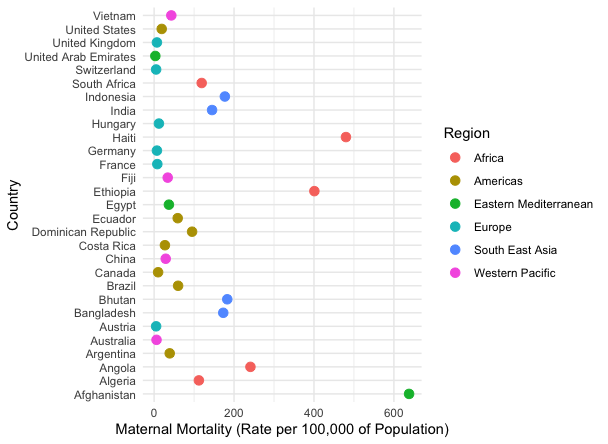 Vietnam
United States
United Kingdom
United Arab Emirates
Switzerland
South Africa
Indonesia
India
Hungary
Haiti
Germany
France
Fiji
Ethiopia
Egypt
Ecuador
Dominican Republic
Costa Rica
China
Canada
Brazil
Bhutan
Bangladesh
Austria
Australia
Argentina
Angola
Algeria
Afghanistan
Country
0 200 400 600
Maternal Mortality (Rate per 100,000 of Population)
Region
Africa
Americas
Eastern Mediterranean
Europe
South East Asia
Western Pacific